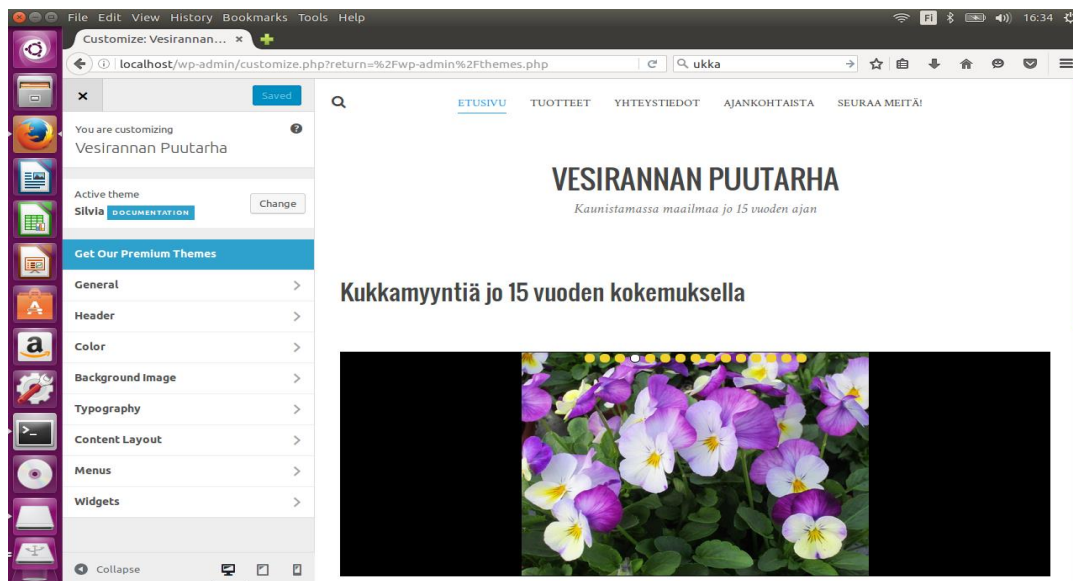 File Edit View History Bookmarks Tools Help
Fi
16:34
Customize: Vesirannan...
localhost/wp-admin/customize.php?return=%2Fwp-admin%2Fthemes.php
ukka
Saved
You are customizing
Vesirannan Puutarha
Active theme
Silvia DOCUMENTATION
Change
Get Our Premium Themes
General
Header
Color
Background Image
Typography
Content Layout
Menus
Widgets
Collapse
ETUSIVU TUOTTEET YHTEYSTIEDOT AJANKOHTAISTA SEURAA MEITÄ!
VESIRANNAN PUUTARHA
Kaunistamassa maailmaa jo 15 vuoden ajan
Kukkamyyntiä jo 15 vuoden kokemuksella